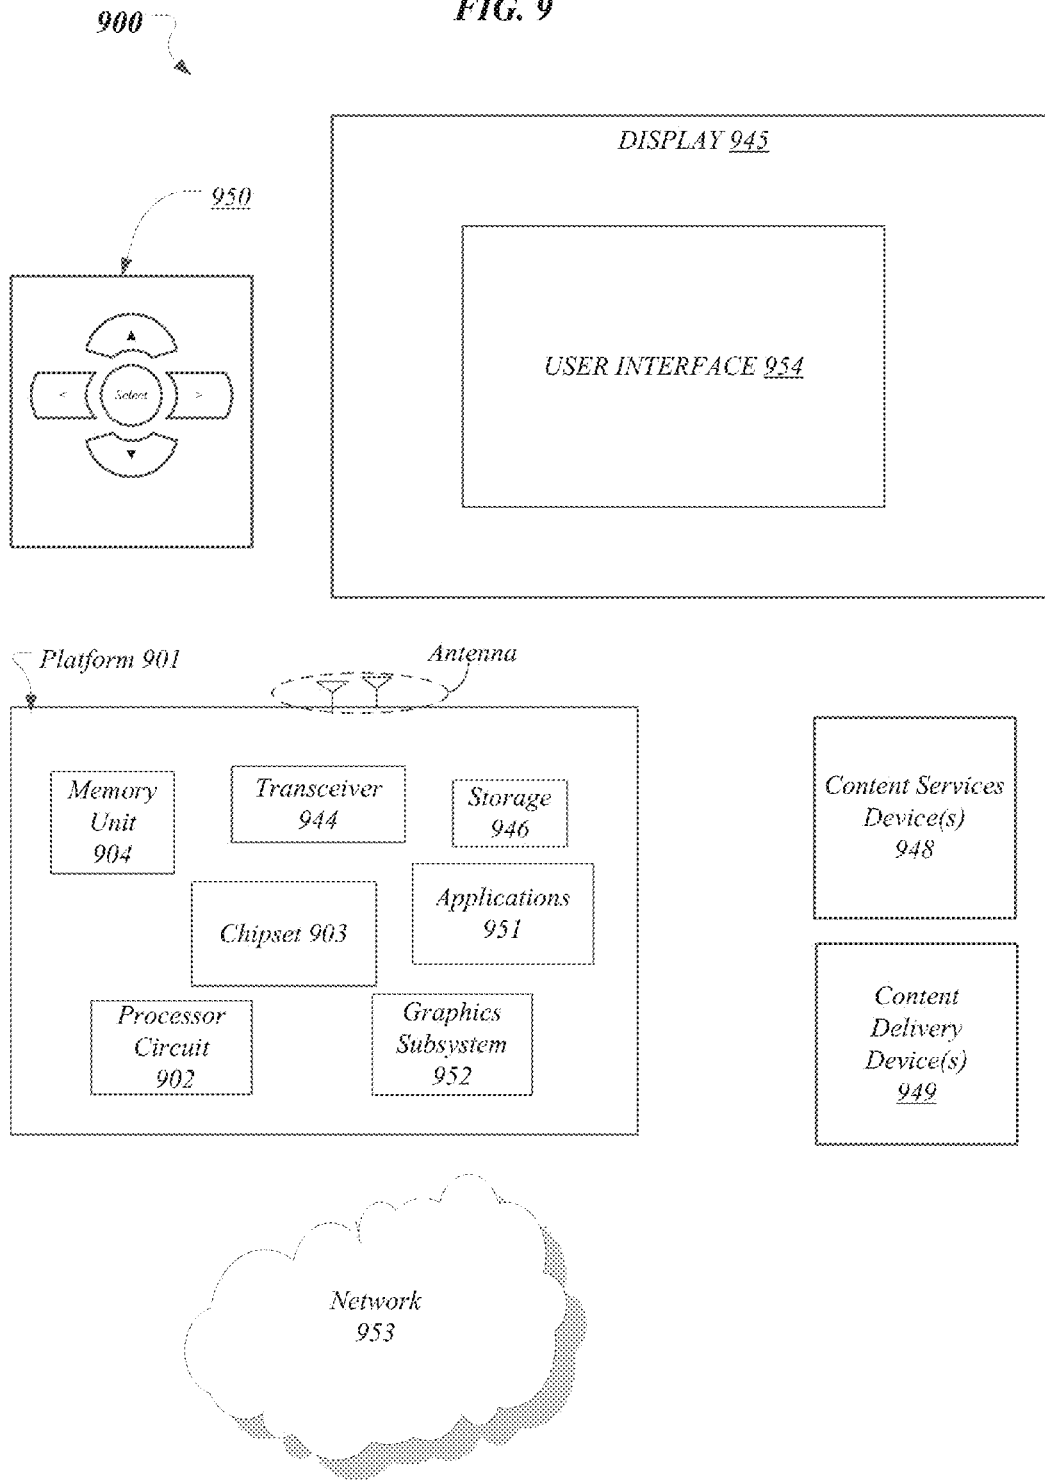 FIG. 9
900
DISPLAY 945
950
USER INTERFACE 954
▲
< Select >
▼
Platform 901
Antenna
Memory
Unit
904
Transceiver
944
Storage
946
Chipset 903
Applications
951
Processor
Circuit
902
Graphics
Subsystem
952
Content Services
Device(s)
948
Content
Delivery
Device(s)
949
Network
953